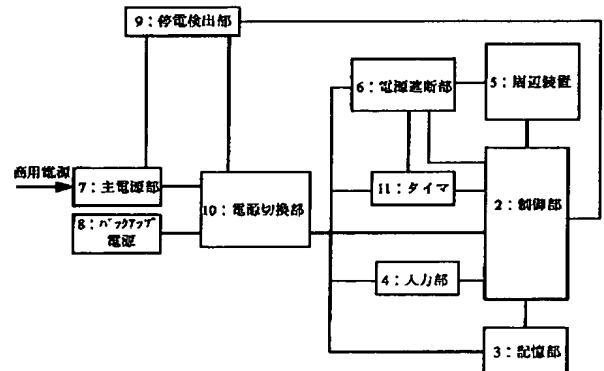 9：停電検出部
6：電源遮断部
5：周辺装置
商用電源
7：主電源部
10：電源切換部
11：タイマ
2：制御部
8：バックアップ
電源
4：入力部
3：記憶部